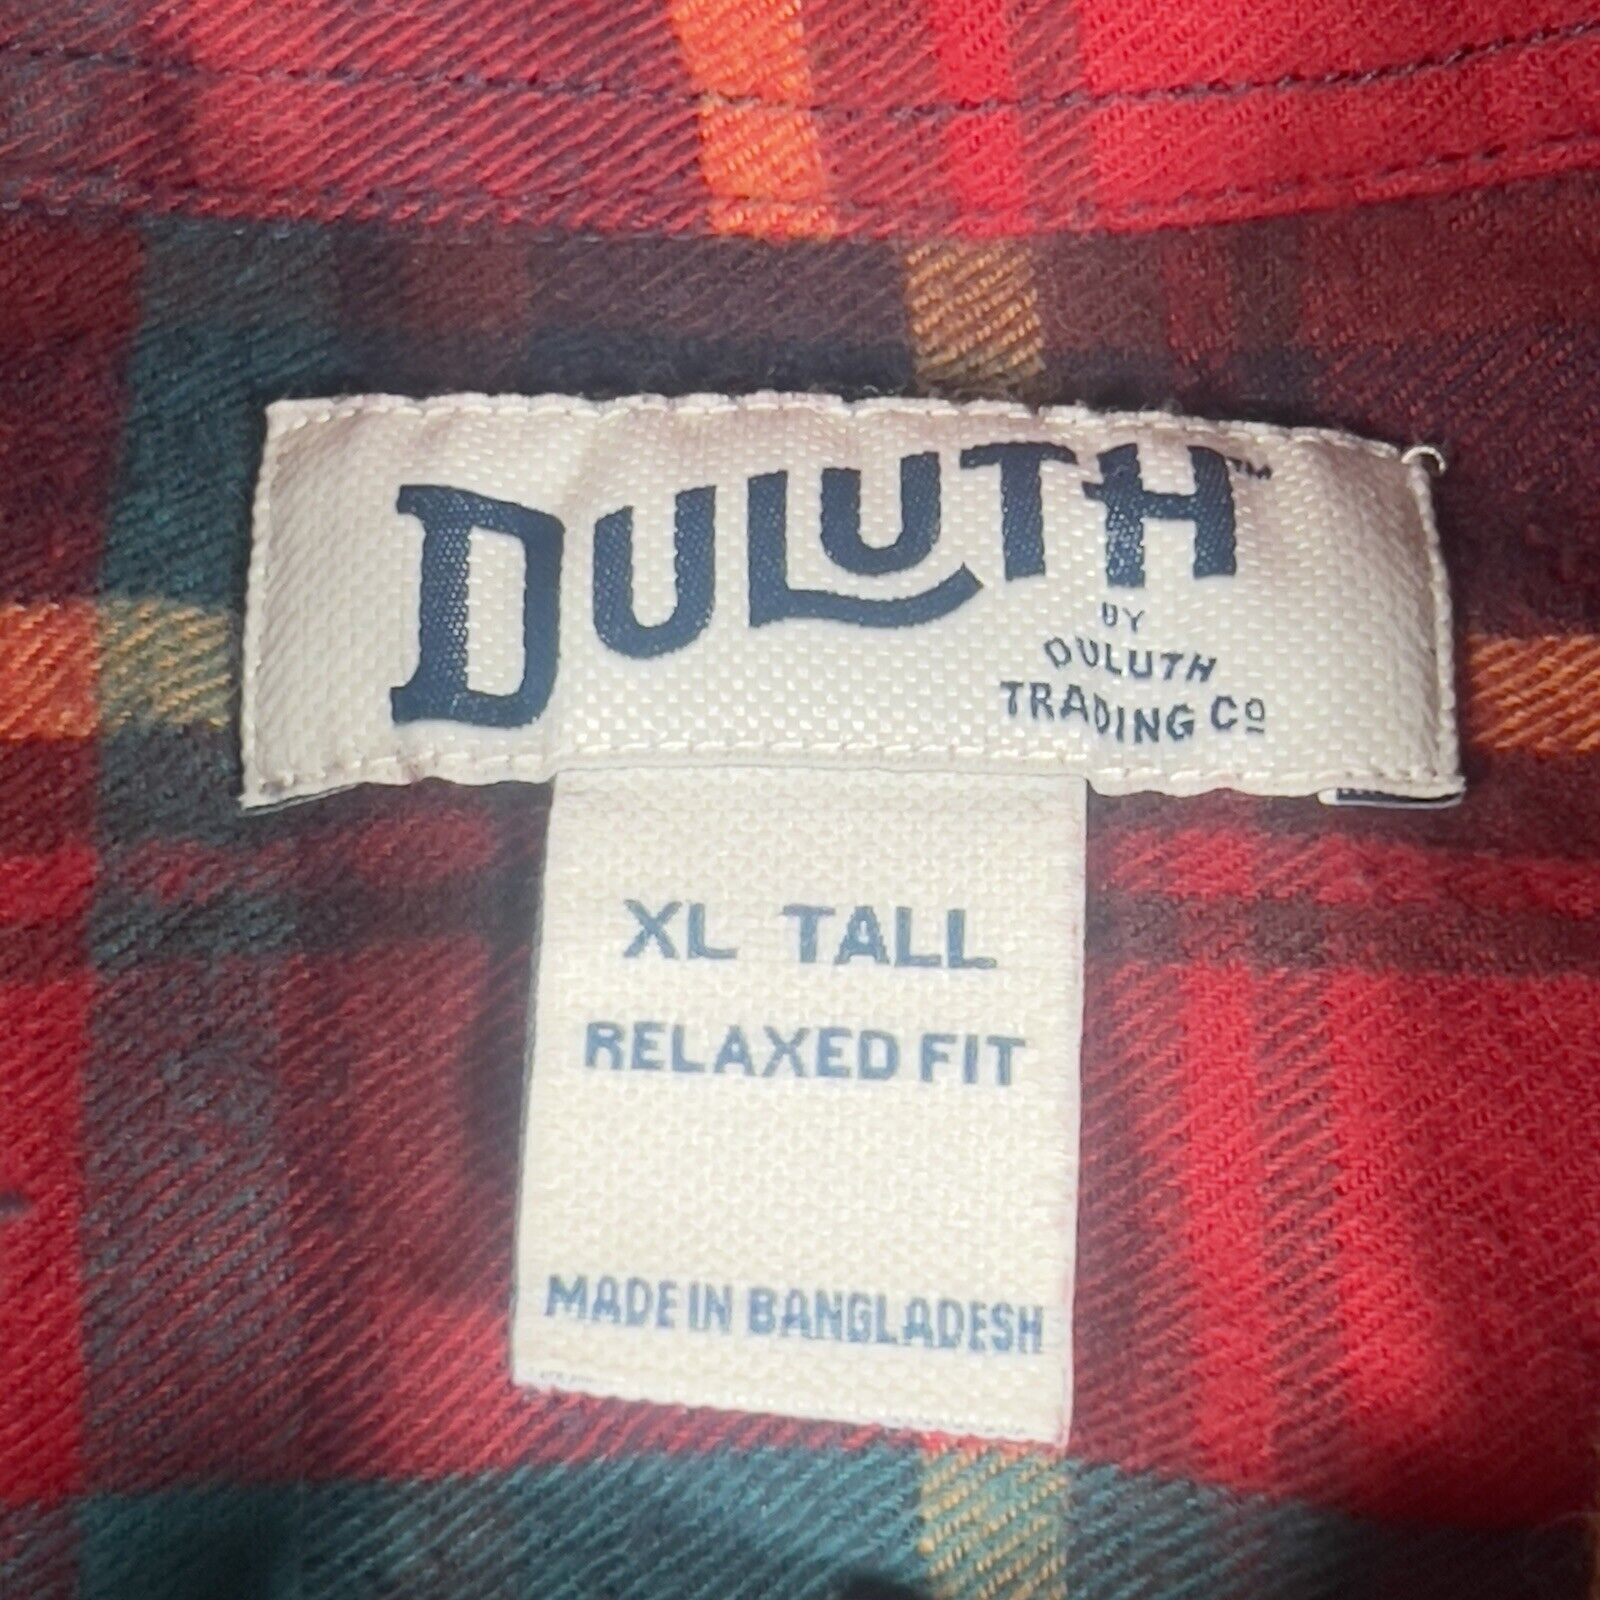 DULUTH™
BY
DULUTH
TRADING Co
XL TALL
RELAXED FIT
MADE IN BANGLADESH